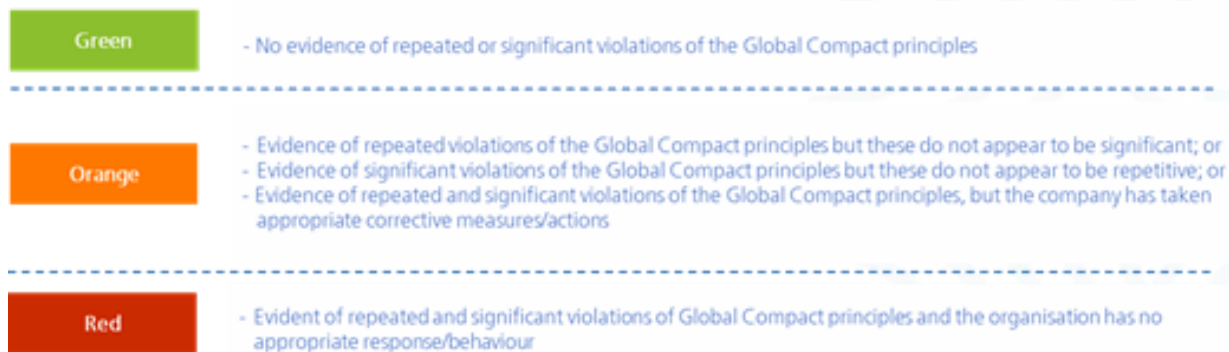 Green
- No evidence of repeated or significant violations of the Global Compact principles
Orange
- Evidence of repeated violations of the Global Compact principles but these do not appear to be significant; or
- Evidence of significant violations of the Global Compact principles but these do not appear to be repetitive; or
- Evidence of repeated and significant violations of the Global Compact principles, but the company has taken
appropriate corrective measures/actions
Red
- Evident of repeated and significant violations of Global Compact principles and the organisation has no
appropriate response/behaviour